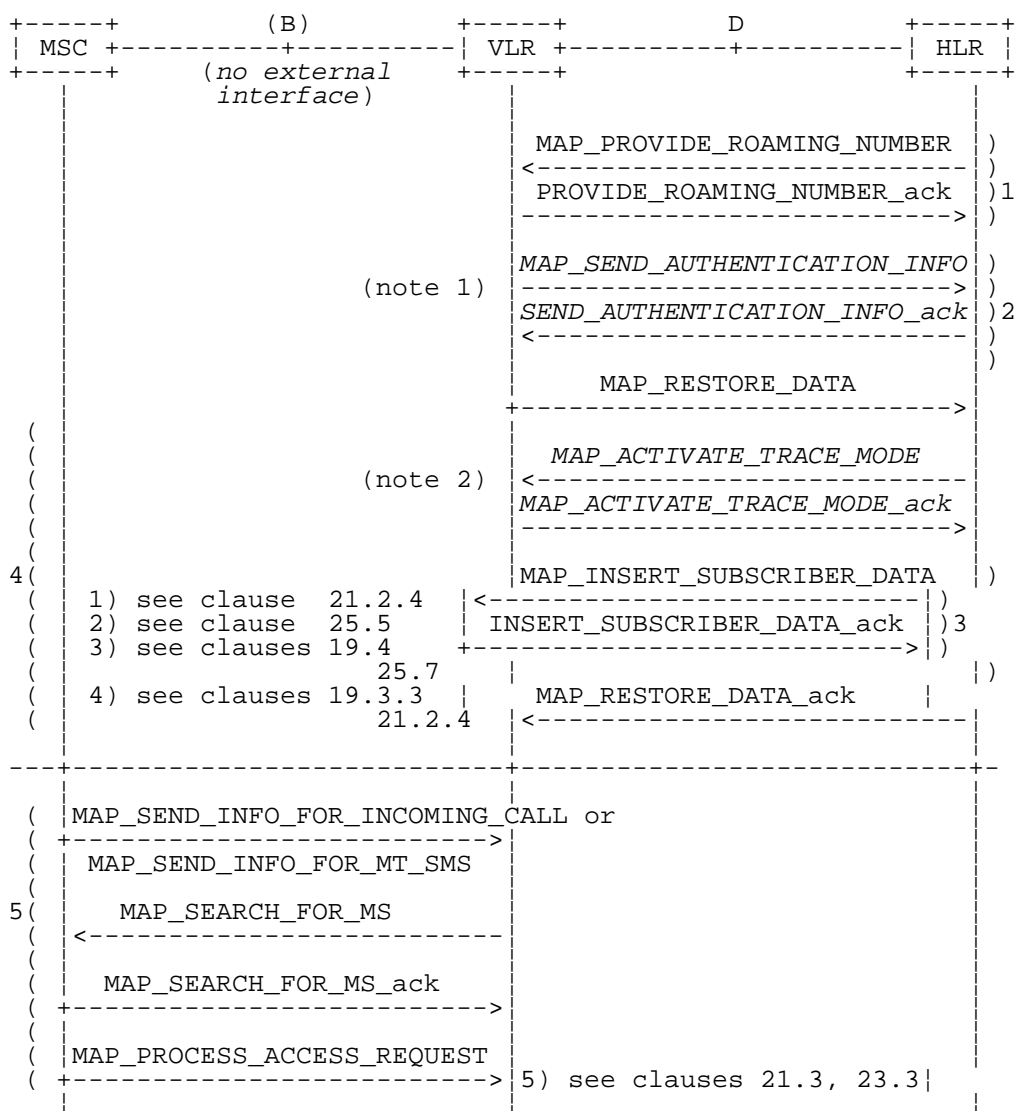 (B) D
MSC VLR HLR
(no external
interface)
MAP_PROVIDE_ROAMING_NUMBER )
)
PROVIDE_ROAMING_NUMBER_ack )1
)
MAP_SEND_AUTHENTICATION_INFO )
(note 1) )
SEND_AUTHENTICATION_INFO_ack )2
)
)
MAP_RESTORE_DATA
(
( MAP_ACTIVATE_TRACE_MODE
( (note 2)
( MAP_ACTIVATE_TRACE_MODE_ack
(
(
4( MAP_INSERT_SUBSCRIBER_DATA )
( 1) see clause 21.2.4 )
( 2) see clause 25.5 INSERT_SUBSCRIBER_DATA_ack )3
( 3) see clauses 19.4 )
( 25.7 )
( 4) see clauses 19.3.3 MAP_RESTORE_DATA_ack
( 21.2.4
( MAP_SEND_INFO_FOR_INCOMING_CALL or
(
( MAP_SEND_INFO_FOR_MT_SMS
(
5( MAP_SEARCH_FOR_MS
(
(
( MAP_SEARCH_FOR_MS_ack
(
(
( MAP_PROCESS_ACCESS_REQUEST
( 5) see clauses 21.3, 23.3